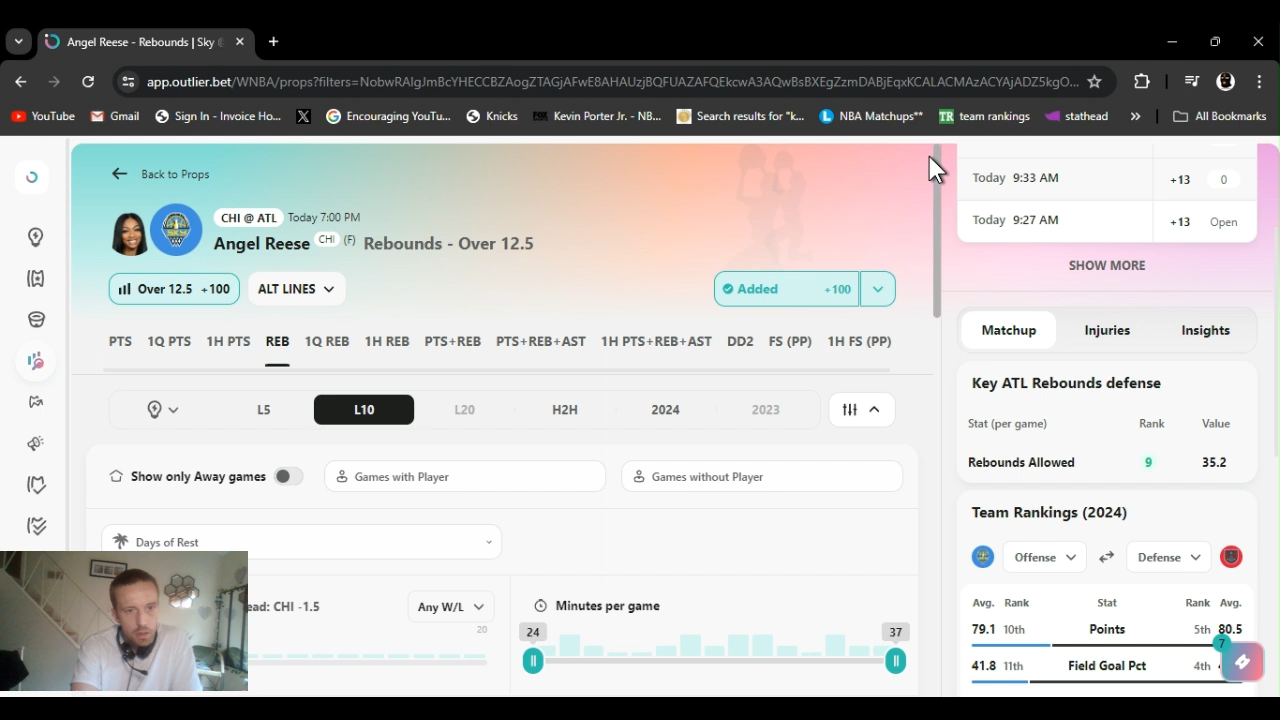 Angel Reese - Rebounds | Sky
app.outlier.bet/WNBA/props?filters=NobwRAlgJmBcYHECCBZAogZTAGjAFwE8AHAUzjBQFUAZAFQEkcwA3AQwBsBXEgZzmDABjEqxKCALACMAzACYAjADZ5kgO...
YouTube
Gmail
Sign In - Invoice Ho...
Encouraging YouTu...
Knicks
Kevin Porter Jr. - NB...
Search results for "k...
NBA Matchups**
TR team rankings
stathead
»
All Bookmarks
Back to Props
CHI @ ATL Today 7:00 PM
Angel Reese CHI (F) Rebounds - Over 12.5
Over 12.5 +100
ALT LINES
Added +100
PTS 1Q PTS 1H PTS REB 1Q REB 1H REB PTS+REB PTS+REB+AST 1H PTS+REB+AST DD2 FS (PP) 1H FS (PP)
L5 L10 L20 H2H 2024 2023
Show only Away games
Games with Player
Games without Player
Days of Rest
ead: CHI -1.5
Any W/L
20
Minutes per game
24 37
Today 9:33 AM +13 0
Today 9:27 AM +13 Open
SHOW MORE
Matchup Injuries Insights
Key ATL Rebounds defense
Stat (per game) Rank Value
Rebounds Allowed 9 35.2
Team Rankings (2024)
Offense Defense
Avg. Rank Stat Rank Avg.
79.1 10th Points 5th 80.5
41.8 11th Field Goal Pct 4th
7